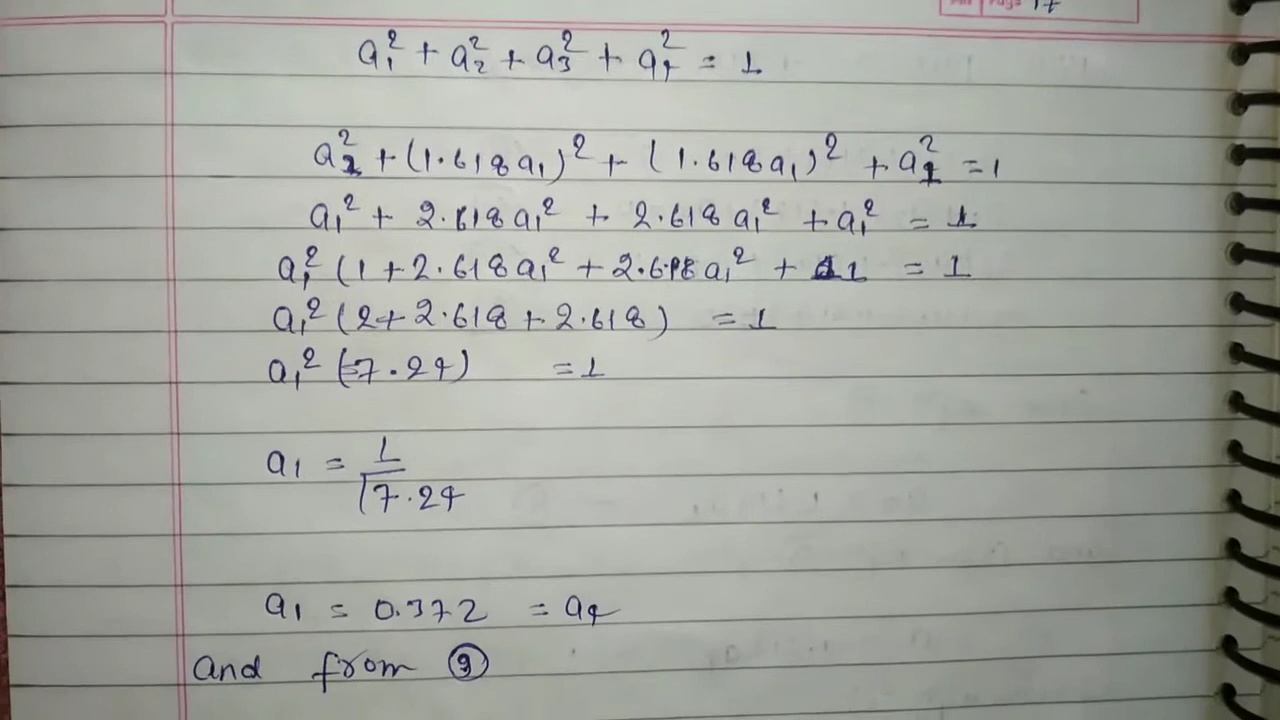 Page 17
a₁² + a₂² + a₃² + a₄² = 1
a₁² + (1.618a₁)² + (1.618a₁)² + a₁² = 1
a₁² + 2.618a₁² + 2.618a₁² + a₁² = 1
a₁² (1 + 2.618a₁² + 2.618a₁² + 1 = 1
a₁² (2 + 2.618 + 2.618) = 1
a₁² (7.24) = 1
a₁ = 1/√7.24
a₁ = 0.372 = a₄
and from ⑨